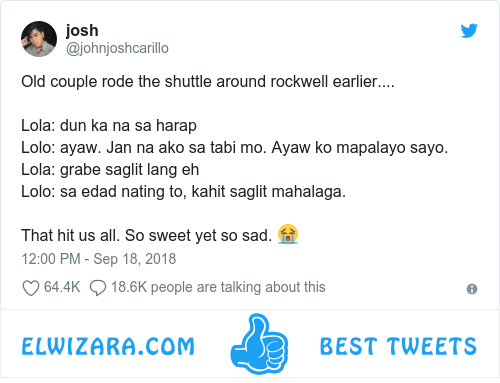 josh
@johnjoshcarillo
Old couple rode the shuttle around rockwell earlier....
Lola: dun ka na sa harap
Lolo: ayaw. Jan na ako sa tabi mo. Ayaw ko mapalayo sayo.
Lola: grabe saglit lang eh
Lolo: sa edad nating to, kahit saglit mahalaga.
That hit us all. So sweet yet so sad. 😭
12:00 PM - Sep 18, 2018
64.4K 18.6K people are talking about this
ELWIZARA.COM BEST TWEETS